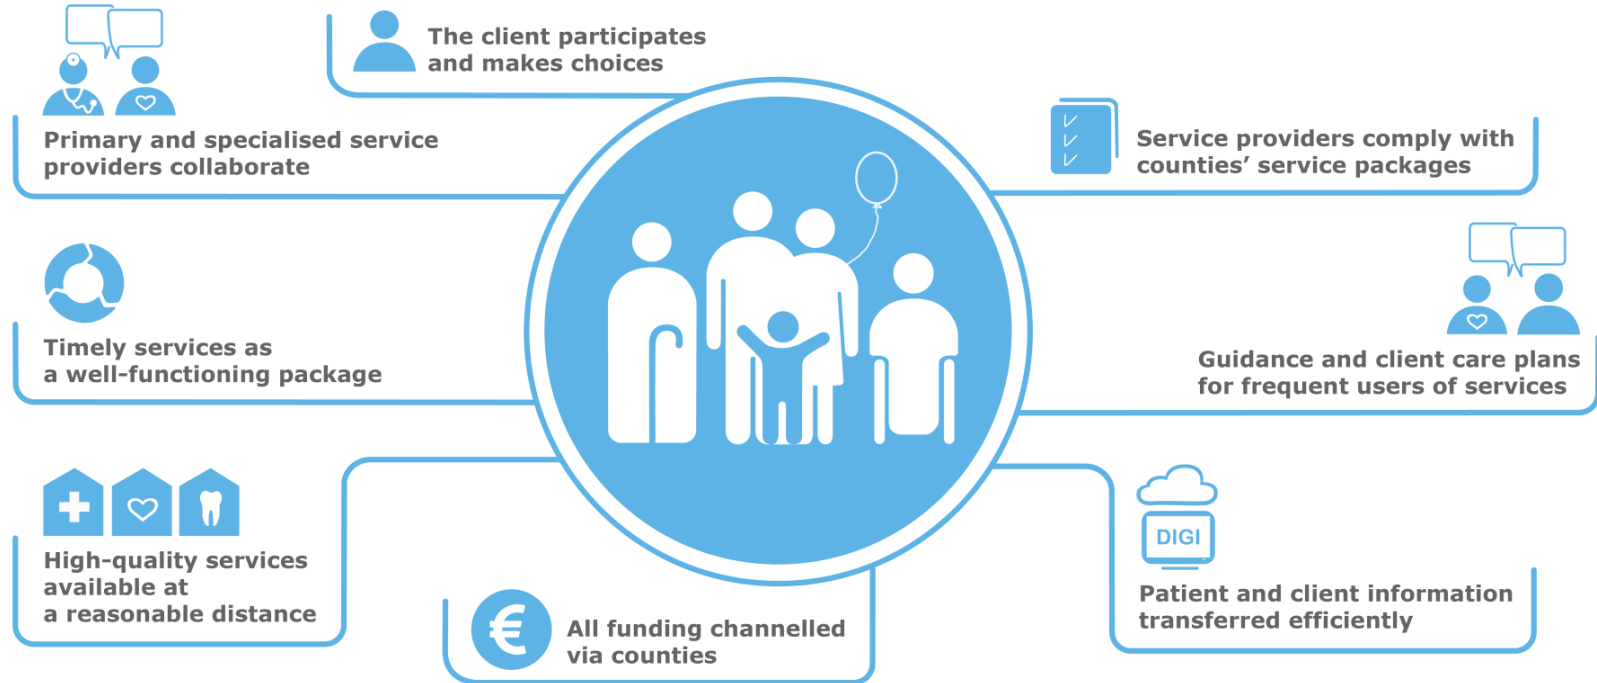 The client participates
and makes choices
Primary and specialised service
providers collaborate
Service providers comply with
counties’ service packages
Timely services as
a well-functioning package
Guidance and client care plans
for frequent users of services
High-quality services
available at
a reasonable distance
DIGI
Patient and client information
transferred efficiently
€
All funding channelled
via counties